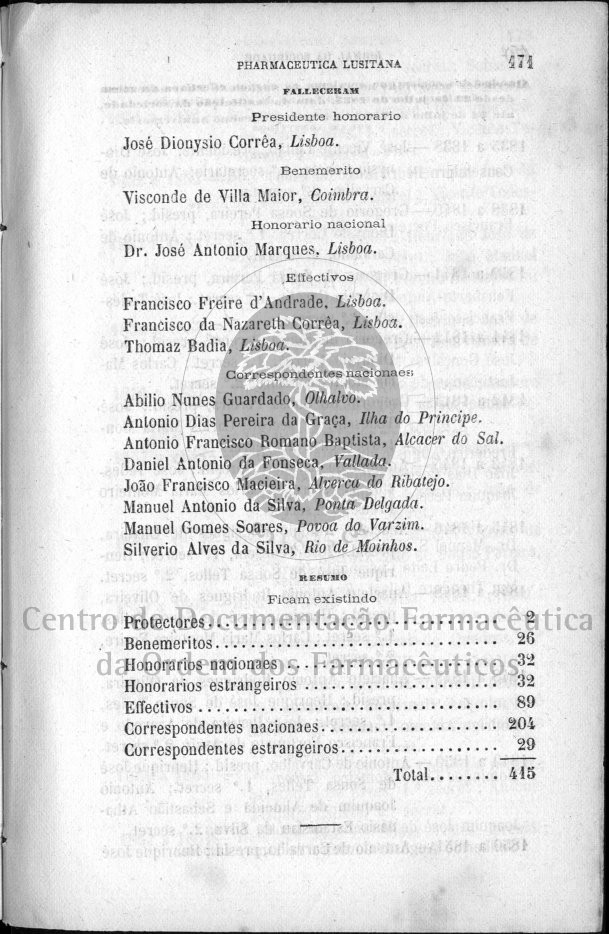 PHARMACEUTICA LUSITANA 471
FALLECERAM
Presidente honorario
José Dionysio Corrêa, Lisboa.
Benemerito
Visconde de Villa Maior, Coimbra.
Honorario nacional
Dr. José Antonio Marques, Lisboa.
Effectivos
Francisco Freire d'Andrade, Lisboa.
Francisco da Nazareth Corrêa, Lisboa.
Thomaz Badia, Lisboa.
Correspondentes nacionaes
Abilio Nunes Guardado, Olhalvo.
Antonio Dias Pereira da Graça, Ilha do Principe.
Antonio Francisco Romano Baptista, Alcacer do Sal.
Daniel Antonio da Fonseca, Vallada.
João Francisco Macieira, Alverca do Ribatejo.
Manuel Antonio da Silva, Ponta Delgada.
Manuel Gomes Soares, Povoa do Varzim.
Silverio Alves da Silva, Rio de Moinhos.
RESUMO
Ficam existindo
Centro de Documentação Farmacêutica
Protectores 2
Benemeritos 26
da Ordem dos Farmacêuticos
Honorarios nacionaes 32
Honorarios estrangeiros 32
Effectivos 89
Correspondentes nacionaes 204
Correspondentes estrangeiros 29
Total 415